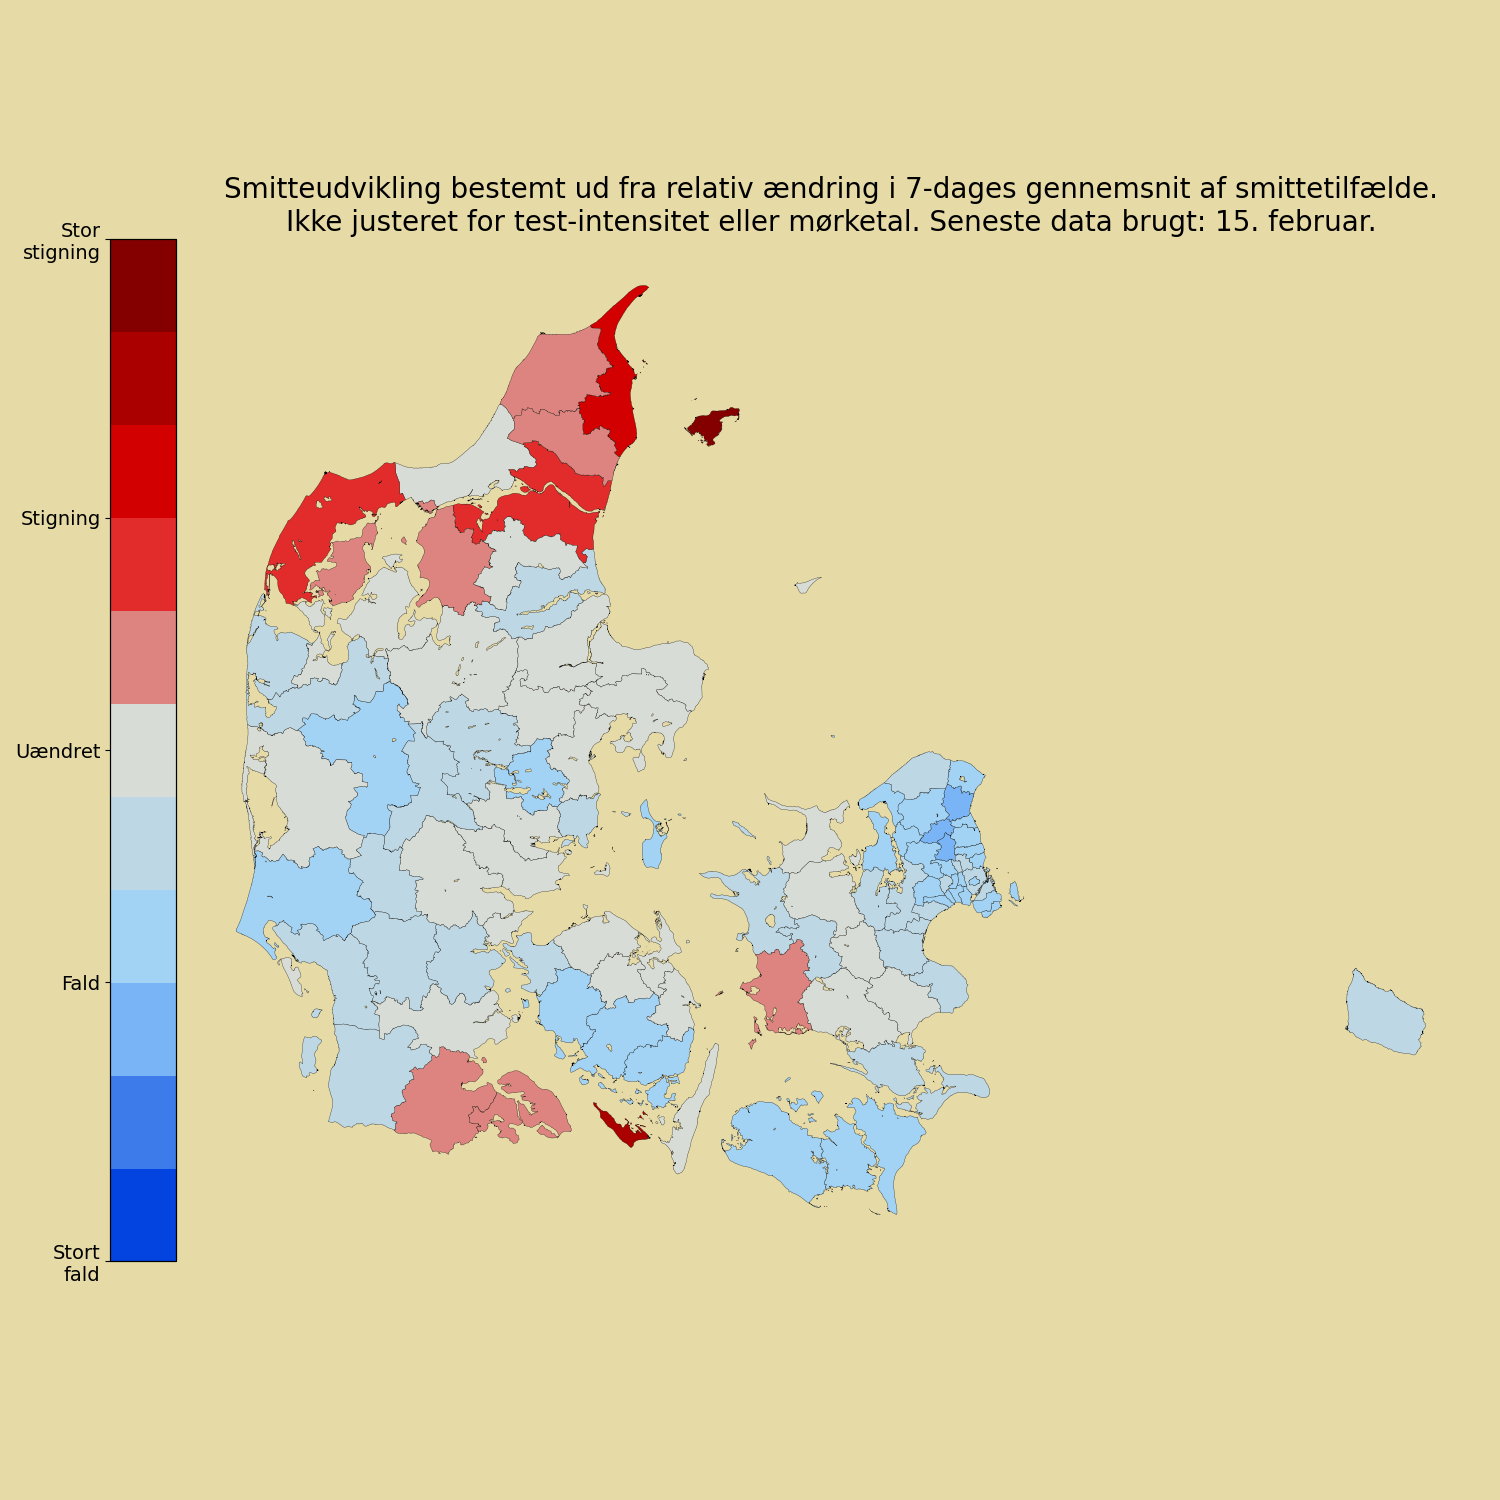 Smitteudvikling bestemt ud fra relativ ændring i 7-dages gennemsnit af smittetilfælde.
Ikke justeret for test-intensitet eller mørketal. Seneste data brugt: 15. februar.
Stor
stigning
Stigning
Uændret
Fald
Stort
fald